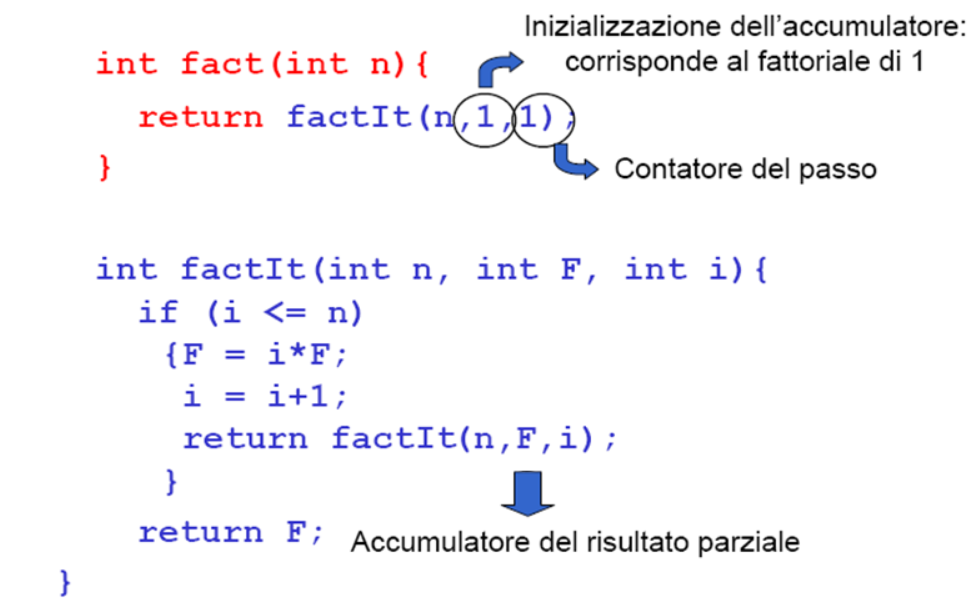 Inizializzazione dell'accumulatore:
corrisponde al fattoriale di 1
int fact(int n){
return factIt(n,1,1);
}
Contatore del passo
int factIt(int n, int F, int i){
if (i <= n)
{F = i*F;
i = i+1;
return factIt(n,F,i);
}
return F;
Accumulatore del risultato parziale
}